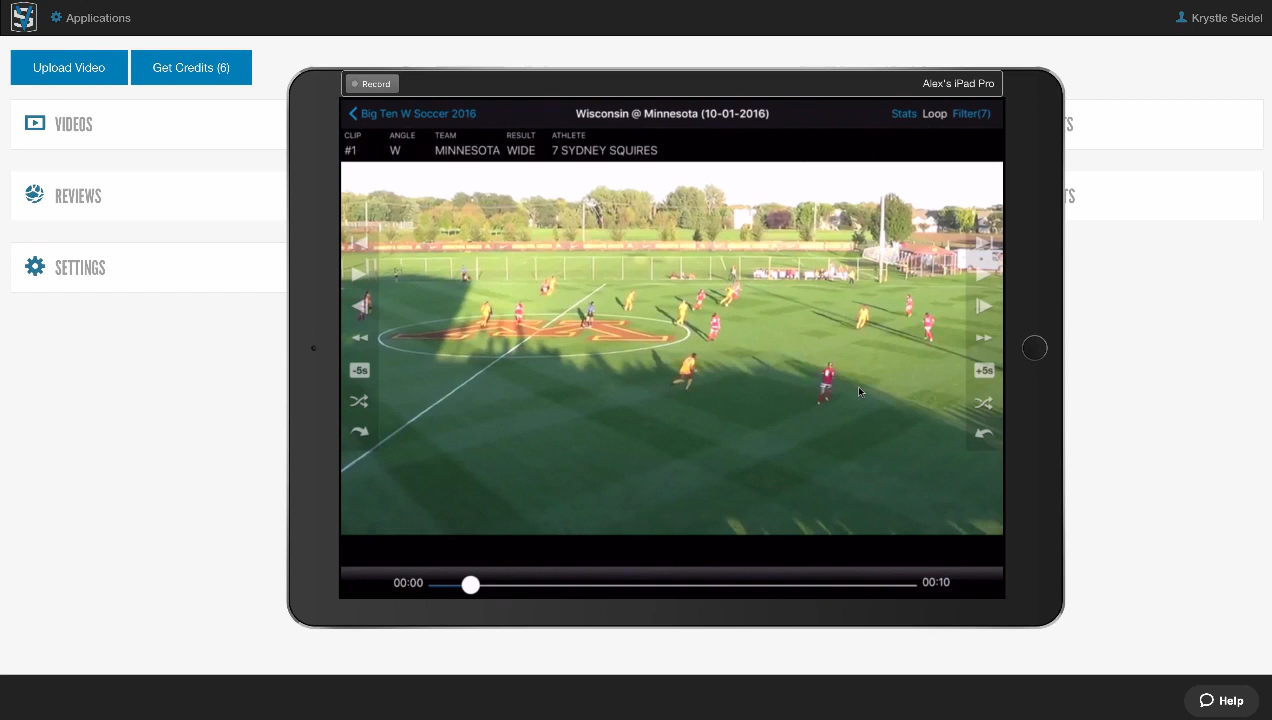 Applications
Krystle Seidel
Upload Video
Get Credits (6)
Record
Alex's iPad Pro
Big Ten W Soccer 2016
Wisconsin @ Minnesota (10-01-2016)
Stats Loop Filter(7)
CLIP ANGLE TEAM RESULT ATHLETE
#1 W MINNESOTA WIDE 7 SYDNEY SQUIRES
VIDEOS
REVIEWS
SETTINGS
TS
TS
-5s
+5s
00:00
00:10
Help